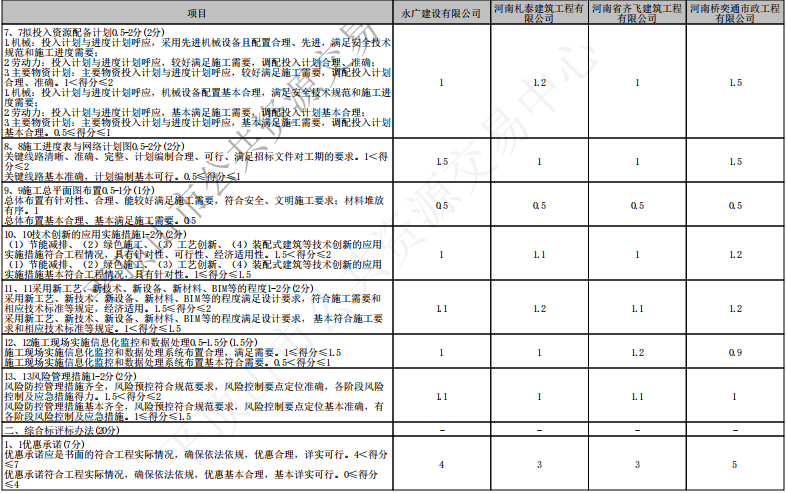 项目 永广建设有限公司 河南札泰建筑工程有限公司 河南省齐飞建筑工程有限公司 河南桥奕通市政工程有限公司
7、7拟投入资源配备计划0.5-2分(2分)
1.机械：投入计划与进度计划呼应，采用先进机械设备且配置合理、先进，满足安全技术
规范和施工进度需要；
2劳动力：投入计划与进度计划呼应，较好满足施工需要，调配投入计划合理、准确；
3.主要物资计划：主要物资投入计划与进度计划呼应，较好满足施工需要，调配投入计划
合理、准确。1<得分≤2
1.机械：投入计划与进度计划呼应，机械设备配置基本合理，满足安全技术规范和施工进
度需要；
2劳动力：投入计划与进度计划呼应，基本满足施工需要，调配投入计划基本合理；
3.主要物资计划：主要物资投入计划与进度计划呼应，基本满足施工需要，调配投入计划
基本合理。0.5≤得分≤1
1 1.2 1 1.5
8、8施工进度表与网络计划图0.5-2分(2分)
关键线路清晰、准确、完整、计划编制合理、可行、满足招标文件对工期的要求。1<得
分≤2
关键线路基本准确，计划编制基本可行。0.5≤得分≤1
1.5 1 1 1.5
9、9施工总平面图布置0.5-1分(1分)
总体布置有针对性、合理、能较好满足施工需要，符合安全、文明施工要求；材料堆放
有序。1
总体布置基本合理、基本满足施工需要。0.5
0.5 0.5 0.5 0.5
10、10技术创新的应用实施措施1-2分(2分)
（1）节能减排、（2）绿色施工、（3）工艺创新、（4）装配式建筑等技术创新的应用
实施措施符合工程情况，具有针对性、可行性、经济适用性。1.5<得分≤2
（1）节能减排、（2）绿色施工、（3）工艺创新、（4）装配式建筑等技术创新的应用
实施措施基本符合工程情况、具有针对性。1≤得分≤1.5
1 1.1 1 1.2
11、11采用新工艺、新技术、新设备、新材料、BIM等的程度1-2分(2分)
采用新工艺、新技术、新设备、新材料、BIM等的程度满足设计要求，符合施工需要和
相应技术标准等规定，经济适用。1.5≤得分≤2
采用新工艺、新技术、新设备、新材料、BIM等的程度满足设计要求， 基本符合施工要
求和相应技术标准等规定。1<得分≤1.5
1.1 1.2 1.1 1.2
12、12施工现场实施信息化监控和数据处理0.5-1.5分(1.5分)
施工现场实施信息化监控和数据处理系统布置合理，满足需要。1≤得分≤1.5
施工现场实施信息化监控和数据处理系统布置基本符合需要。0.5<得分≤1
1 1 1.2 0.9
13、13风险管理措施1-2分(2分)
风险防控管理措施齐全，风险预控符合规范要求，风险控制要点定位准确，各阶段风险
控制及应急措施得力。1.5<得分≤2
风险防控管理措施基本齐全，风险预控符合规范要求，风险控制要点定位基本准确，有
各阶段风险控制及应急措施。1≤得分≤1.5
1.1 1 1.1 1
二、综合标评标办法(20分) - - - -
1、1优惠承诺(7分)
优惠承诺应是书面的符合工程实际情况，确保依法依规，优惠合理，详实可行。4<得分
≤7
优惠承诺符合工程实际情况，确保依法依规，优惠基本合理，基本详实可行。0≤得分
≤4
4 3 3 5